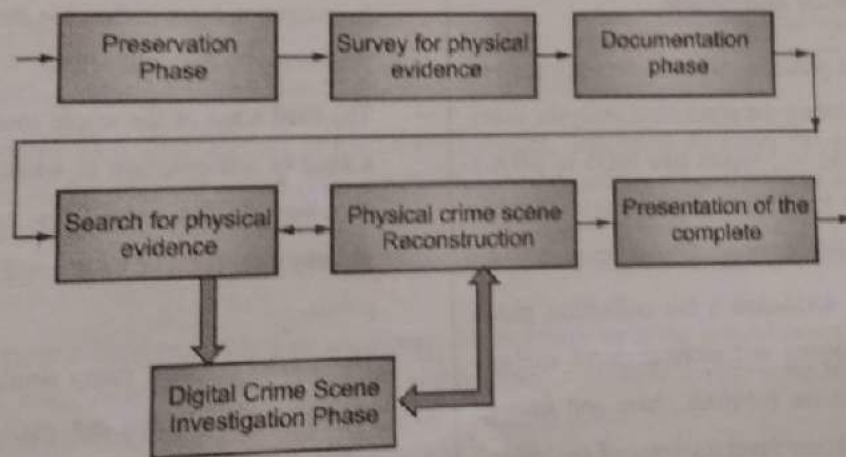 Preservation
Phase
Survey for physical
evidence
Documentation
phase
Search for physical
evidence
Physical crime scene
Reconstruction
Presentation of the
complete
Digital Crime Scene
Investigation Phase